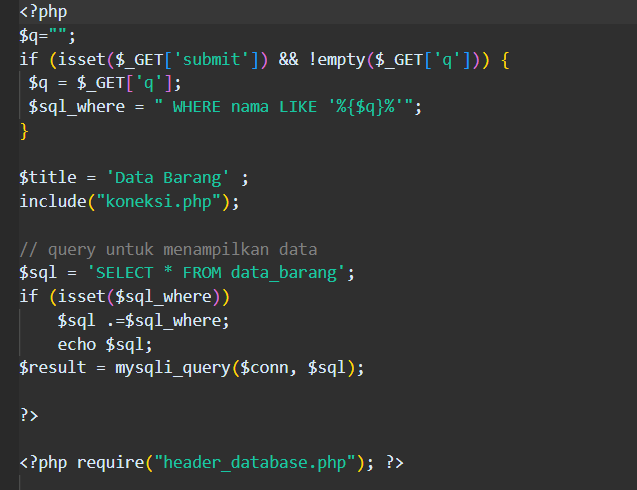 <?php
$q="";
if (isset($_GET['submit']) && !empty($_GET['q'])) {
$q = $_GET['q'];
$sql_where = " WHERE nama LIKE '%{$q}%'";
}
$title = 'Data Barang' ;
include("koneksi.php");
// query untuk menampilkan data
$sql = 'SELECT * FROM data_barang';
if (isset($sql_where))
$sql .=$sql_where;
echo $sql;
$result = mysqli_query($conn, $sql);
?>
<?php require("header_database.php"); ?>